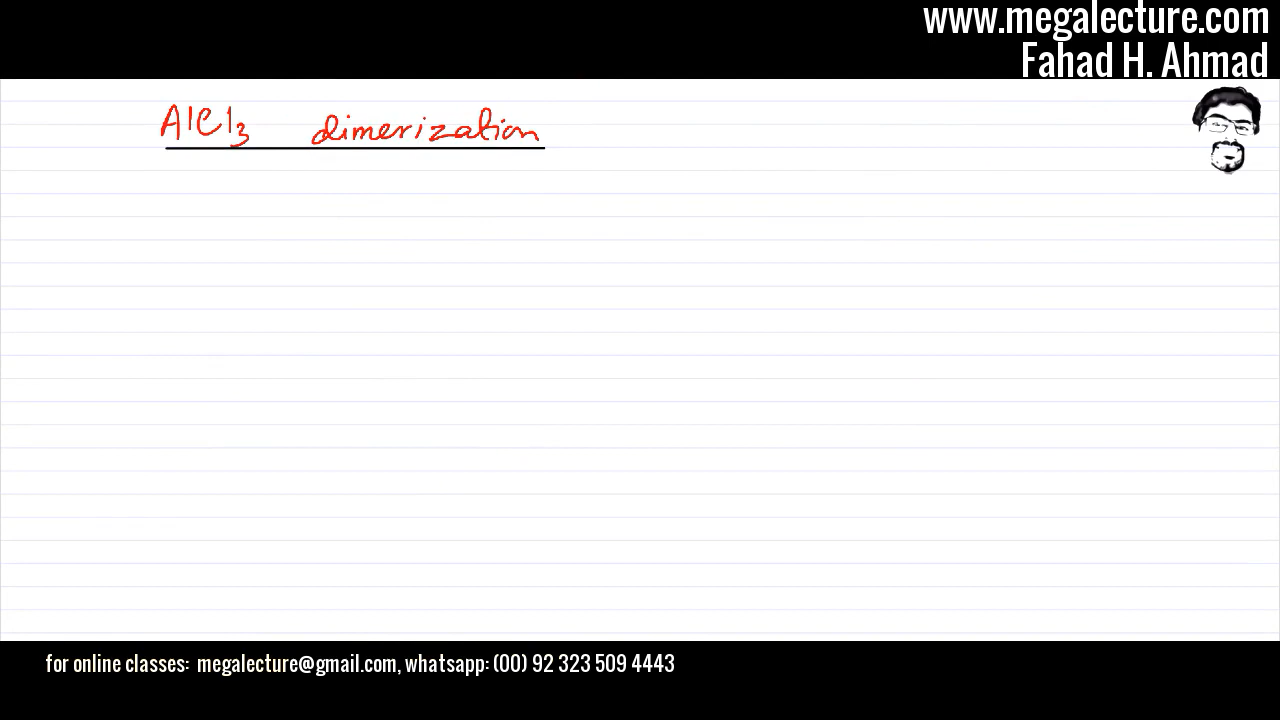 www.megalecture.com
Fahad H. Ahmad
AlCl₃ dimerization
for online classes: megalecture@gmail.com, whatsapp: (00) 92 323 509 4443